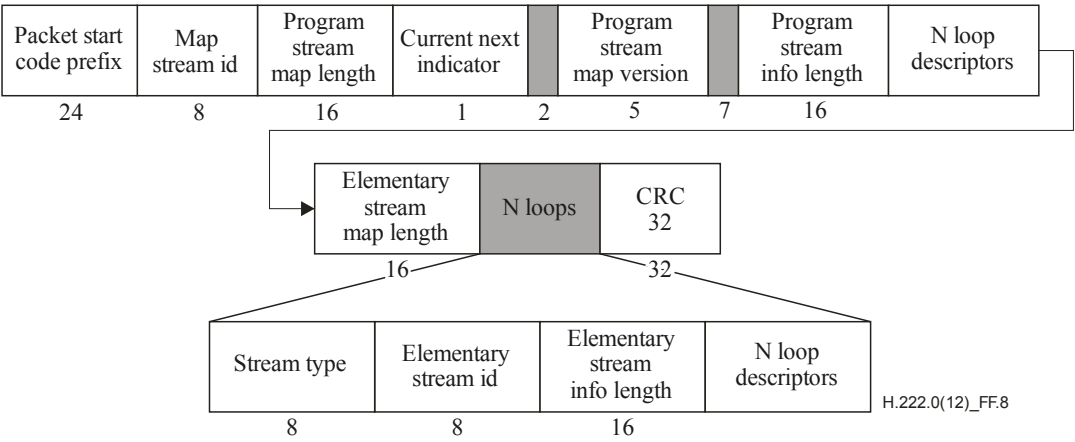 Packet start
code prefix
Map
stream id
Program
stream
map length
Current next
indicator
Program
stream
map version
Program
stream
info length
N loop
descriptors
24
8
16
1
2
5
7
16
Elementary
stream
map length
N loops
CRC
32
16
32
Stream type
Elementary
stream id
Elementary
stream
info length
N loop
descriptors
H.222.0(12)_FF.8
8
8
16